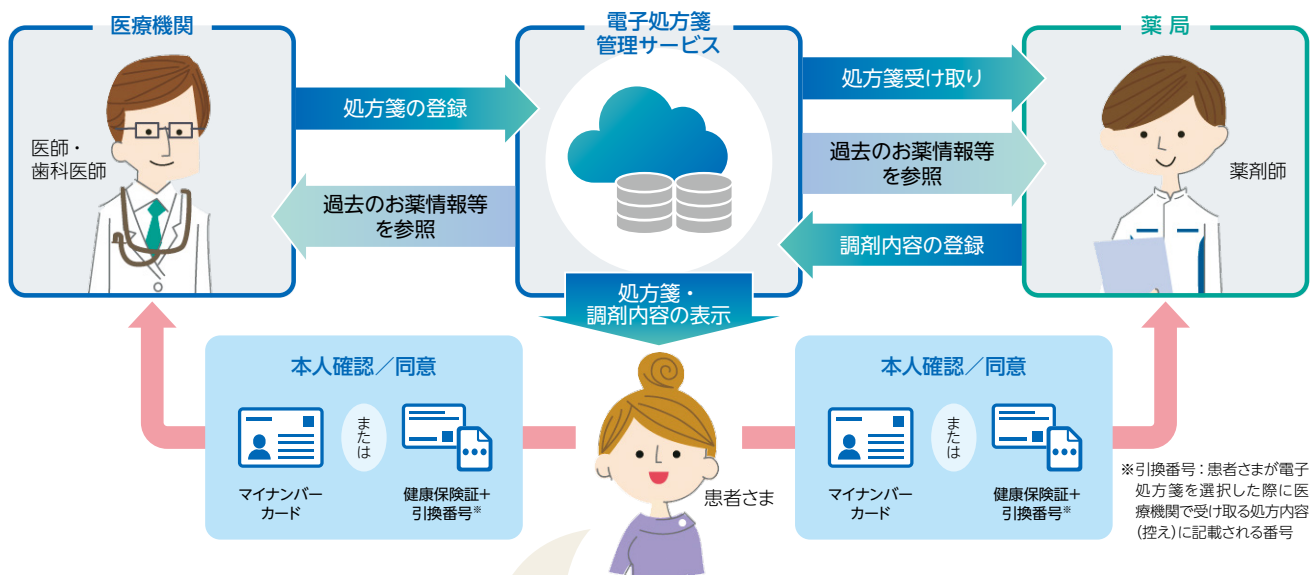 医療機関
医師・
歯科医師
処方箋の登録
過去のお薬情報等
を参照
電子処方箋
管理サービス
処方箋・
調剤内容の表示
処方箋受け取り
過去のお薬情報等
を参照
調剤内容の登録
薬局
薬剤師
本人確認／同意
マイナンバー
カード
または
健康保険証＋
引換番号※
患者さま
本人確認／同意
マイナンバー
カード
または
健康保険証＋
引換番号※
※引換番号：患者さまが電子
処方箋を選択した際に医
療機関で受け取る処方内容
（控え）に記載される番号